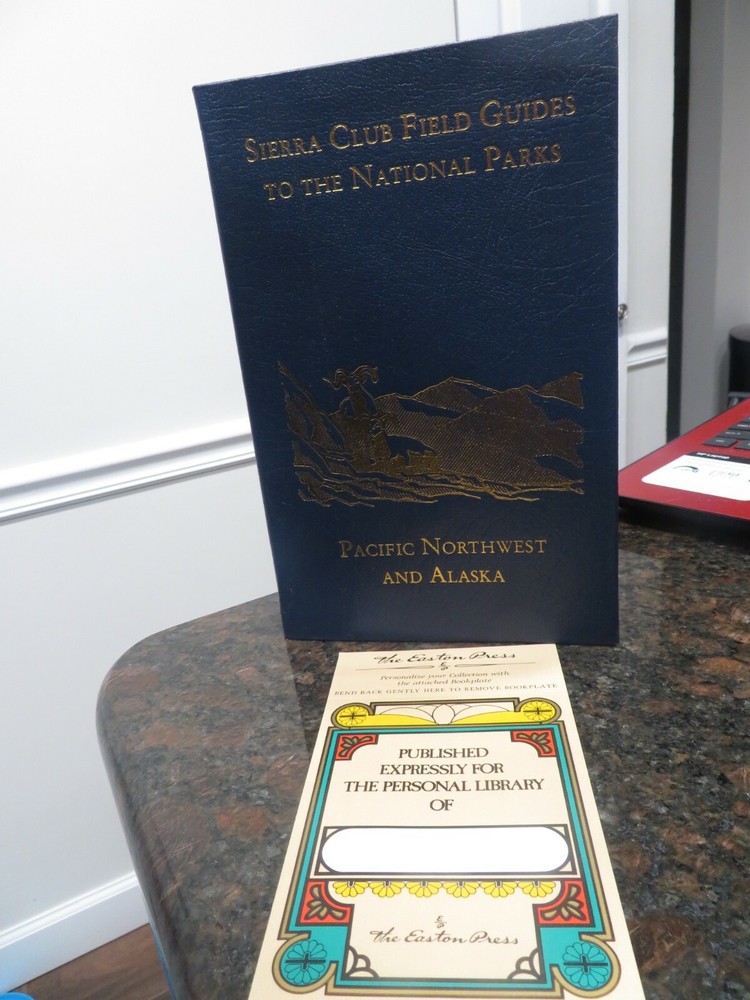 SIERRA CLUB FIELD GUIDES
TO THE NATIONAL PARKS
PACIFIC NORTHWEST
AND ALASKA
The Easton Press
Personalize your Collection with
the attached Bookplate
BEND BACK GENTLY HERE TO REMOVE BOOKPLATE
PUBLISHED
EXPRESSLY FOR
THE PERSONAL LIBRARY
OF
The Easton Press